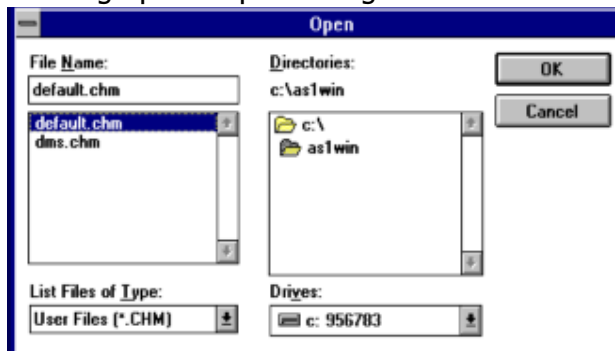 Open
File Name:
default.chm
default.chm
dms.chm
List Files of Type:
User Files (*.CHM)
Directories:
c:\as1win
c:\
as1win
Drives:
c: 956783
OK
Cancel